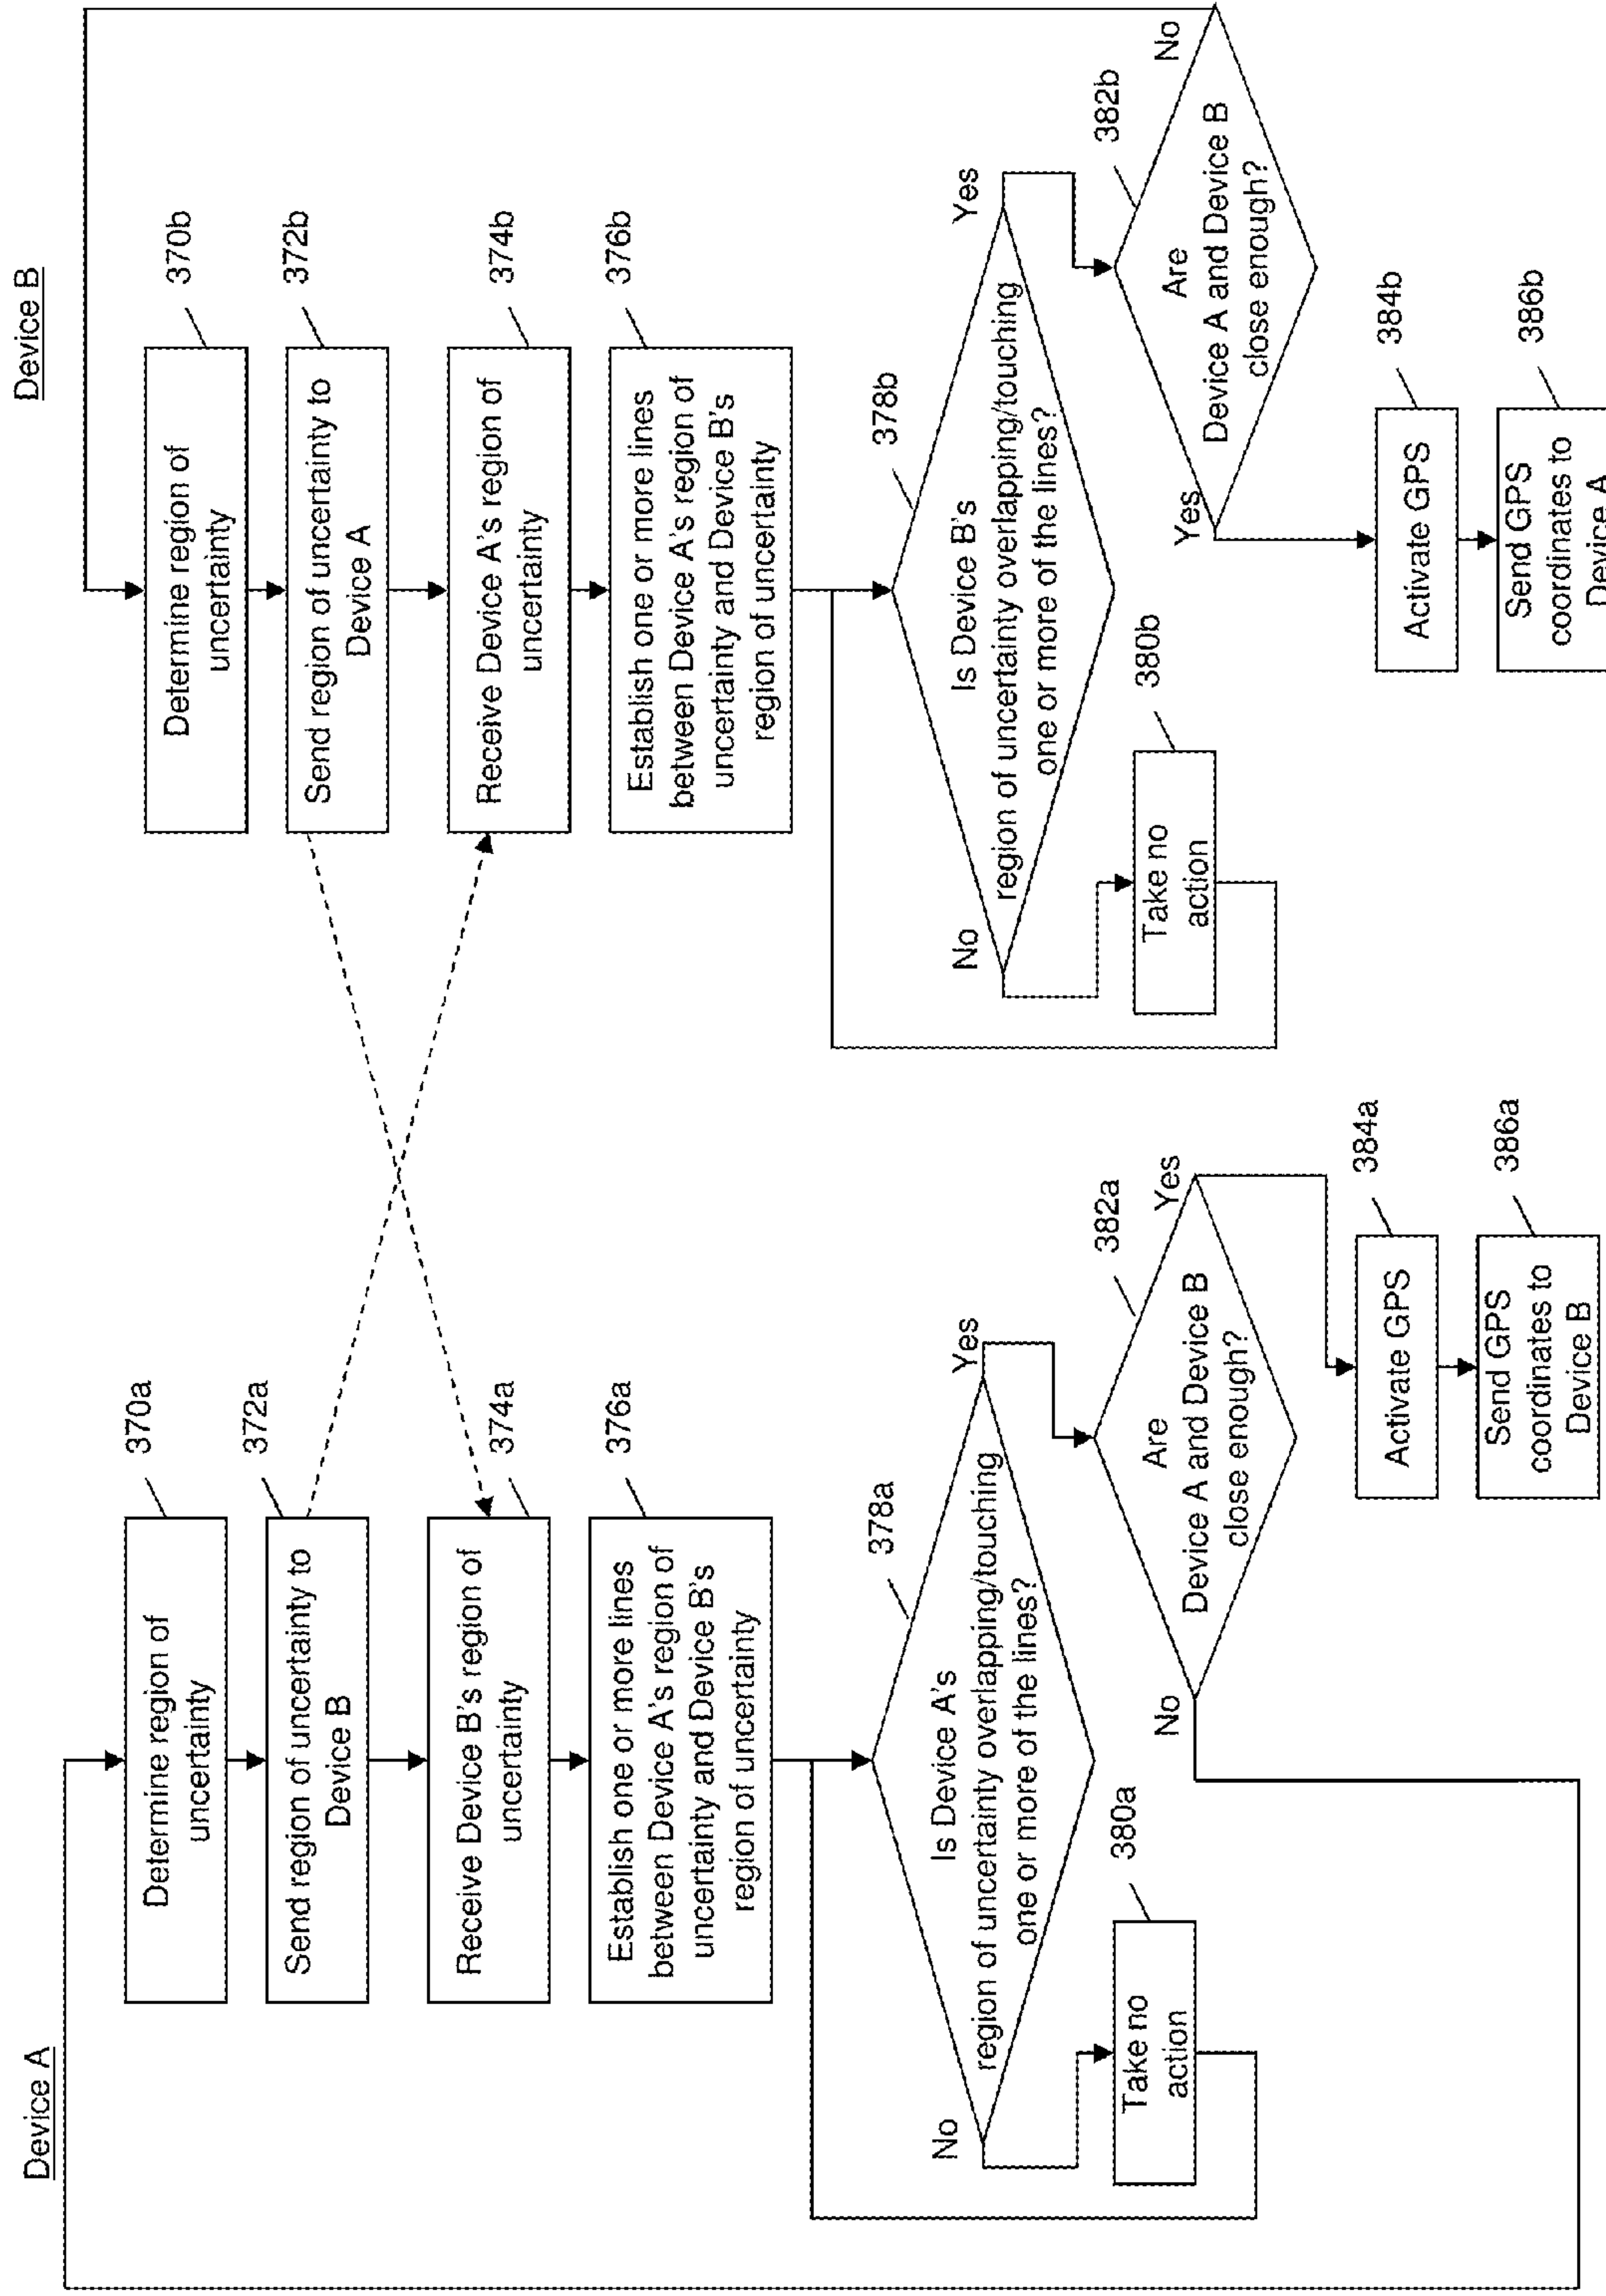 Device A
Determine region of
uncertainty
370a
Send region of uncertainty to
Device B
372a
Receive Device B's region of
uncertainty
374a
Establish one or more lines
between Device A's region of
uncertainty and Device B's
region of uncertainty
376a
Is Device A's
region of uncertainty overlapping/touching
one or more of the lines?
378a
No
Yes
Take no
action
380a
Are
Device A and Device B
close enough?
382a
No
Yes
Activate GPS
384a
Send GPS
coordinates to
Device B
386a
Device B
Determine region of
uncertainty
370b
Send region of uncertainty to
Device A
372b
Receive Device A's region of
uncertainty
374b
Establish one or more lines
between Device A's region of
uncertainty and Device B's
region of uncertainty
376b
Is Device B's
region of uncertainty overlapping/touching
one or more of the lines?
378b
No
Yes
Take no
action
380b
Are
Device A and Device B
close enough?
382b
Yes
No
Activate GPS
384b
Send GPS
coordinates to
Device A
386b